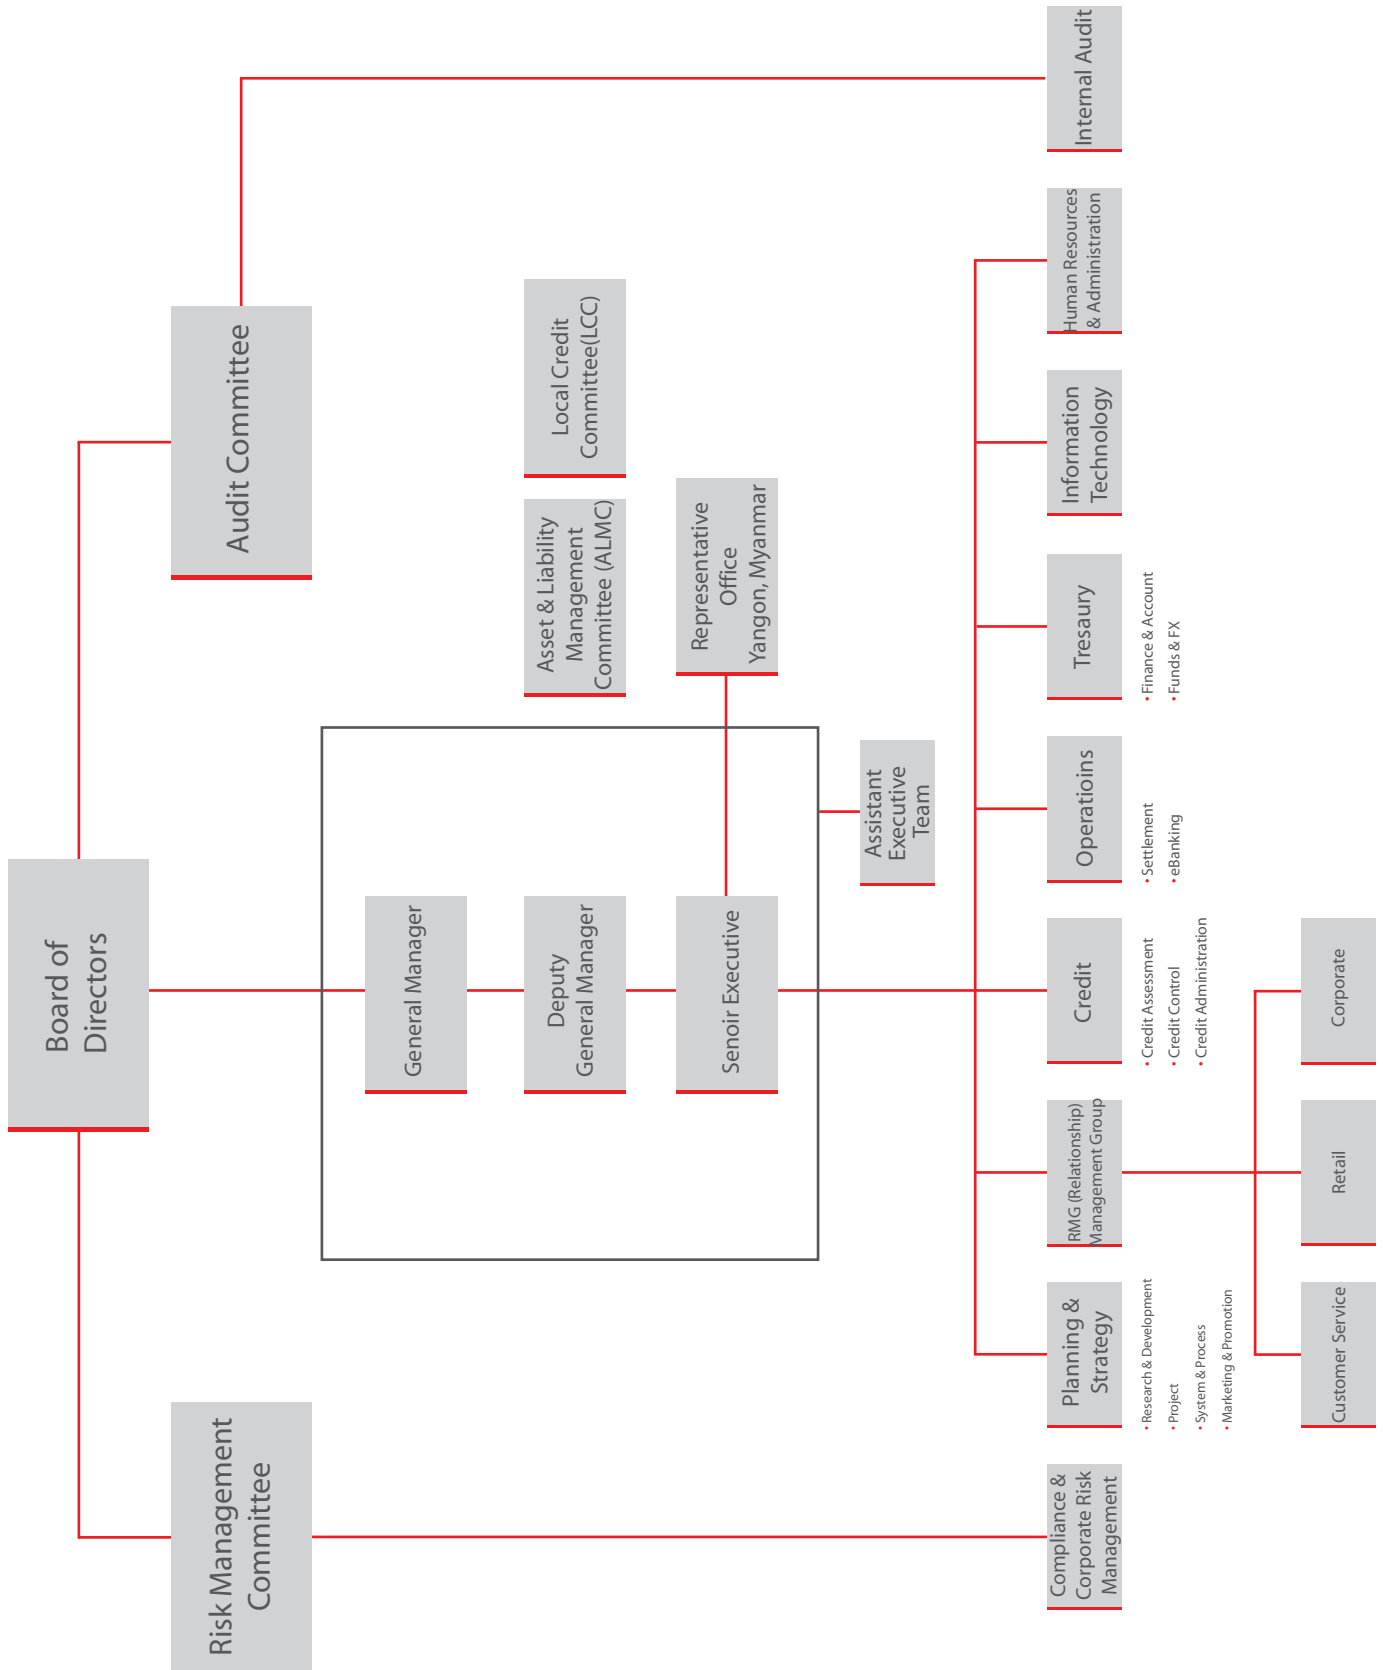 Board of
Directors
Risk Management
Committee
Audit Committee
General Manager
Deputy
General Manager
Senoir Executive
Asset & Liability
Management
Committee (ALMC)
Local Credit
Committee(LCC)
Representative
Office
Yangon, Myanmar
Assistant
Executive
Team
Compliance &
Corporate Risk
Management
Planning &
Strategy
• Research & Development
• Project
• System & Process
• Marketing & Promotion
RMG (Relationship)
Management Group
Credit
• Credit Assessment
• Credit Control
• Credit Administration
Operatioins
• Settlement
• eBanking
Tresaury
• Finance & Account
• Funds & FX
Information
Technology
Human Resources
& Administration
Internal Audit
Customer Service
Retail
Corporate